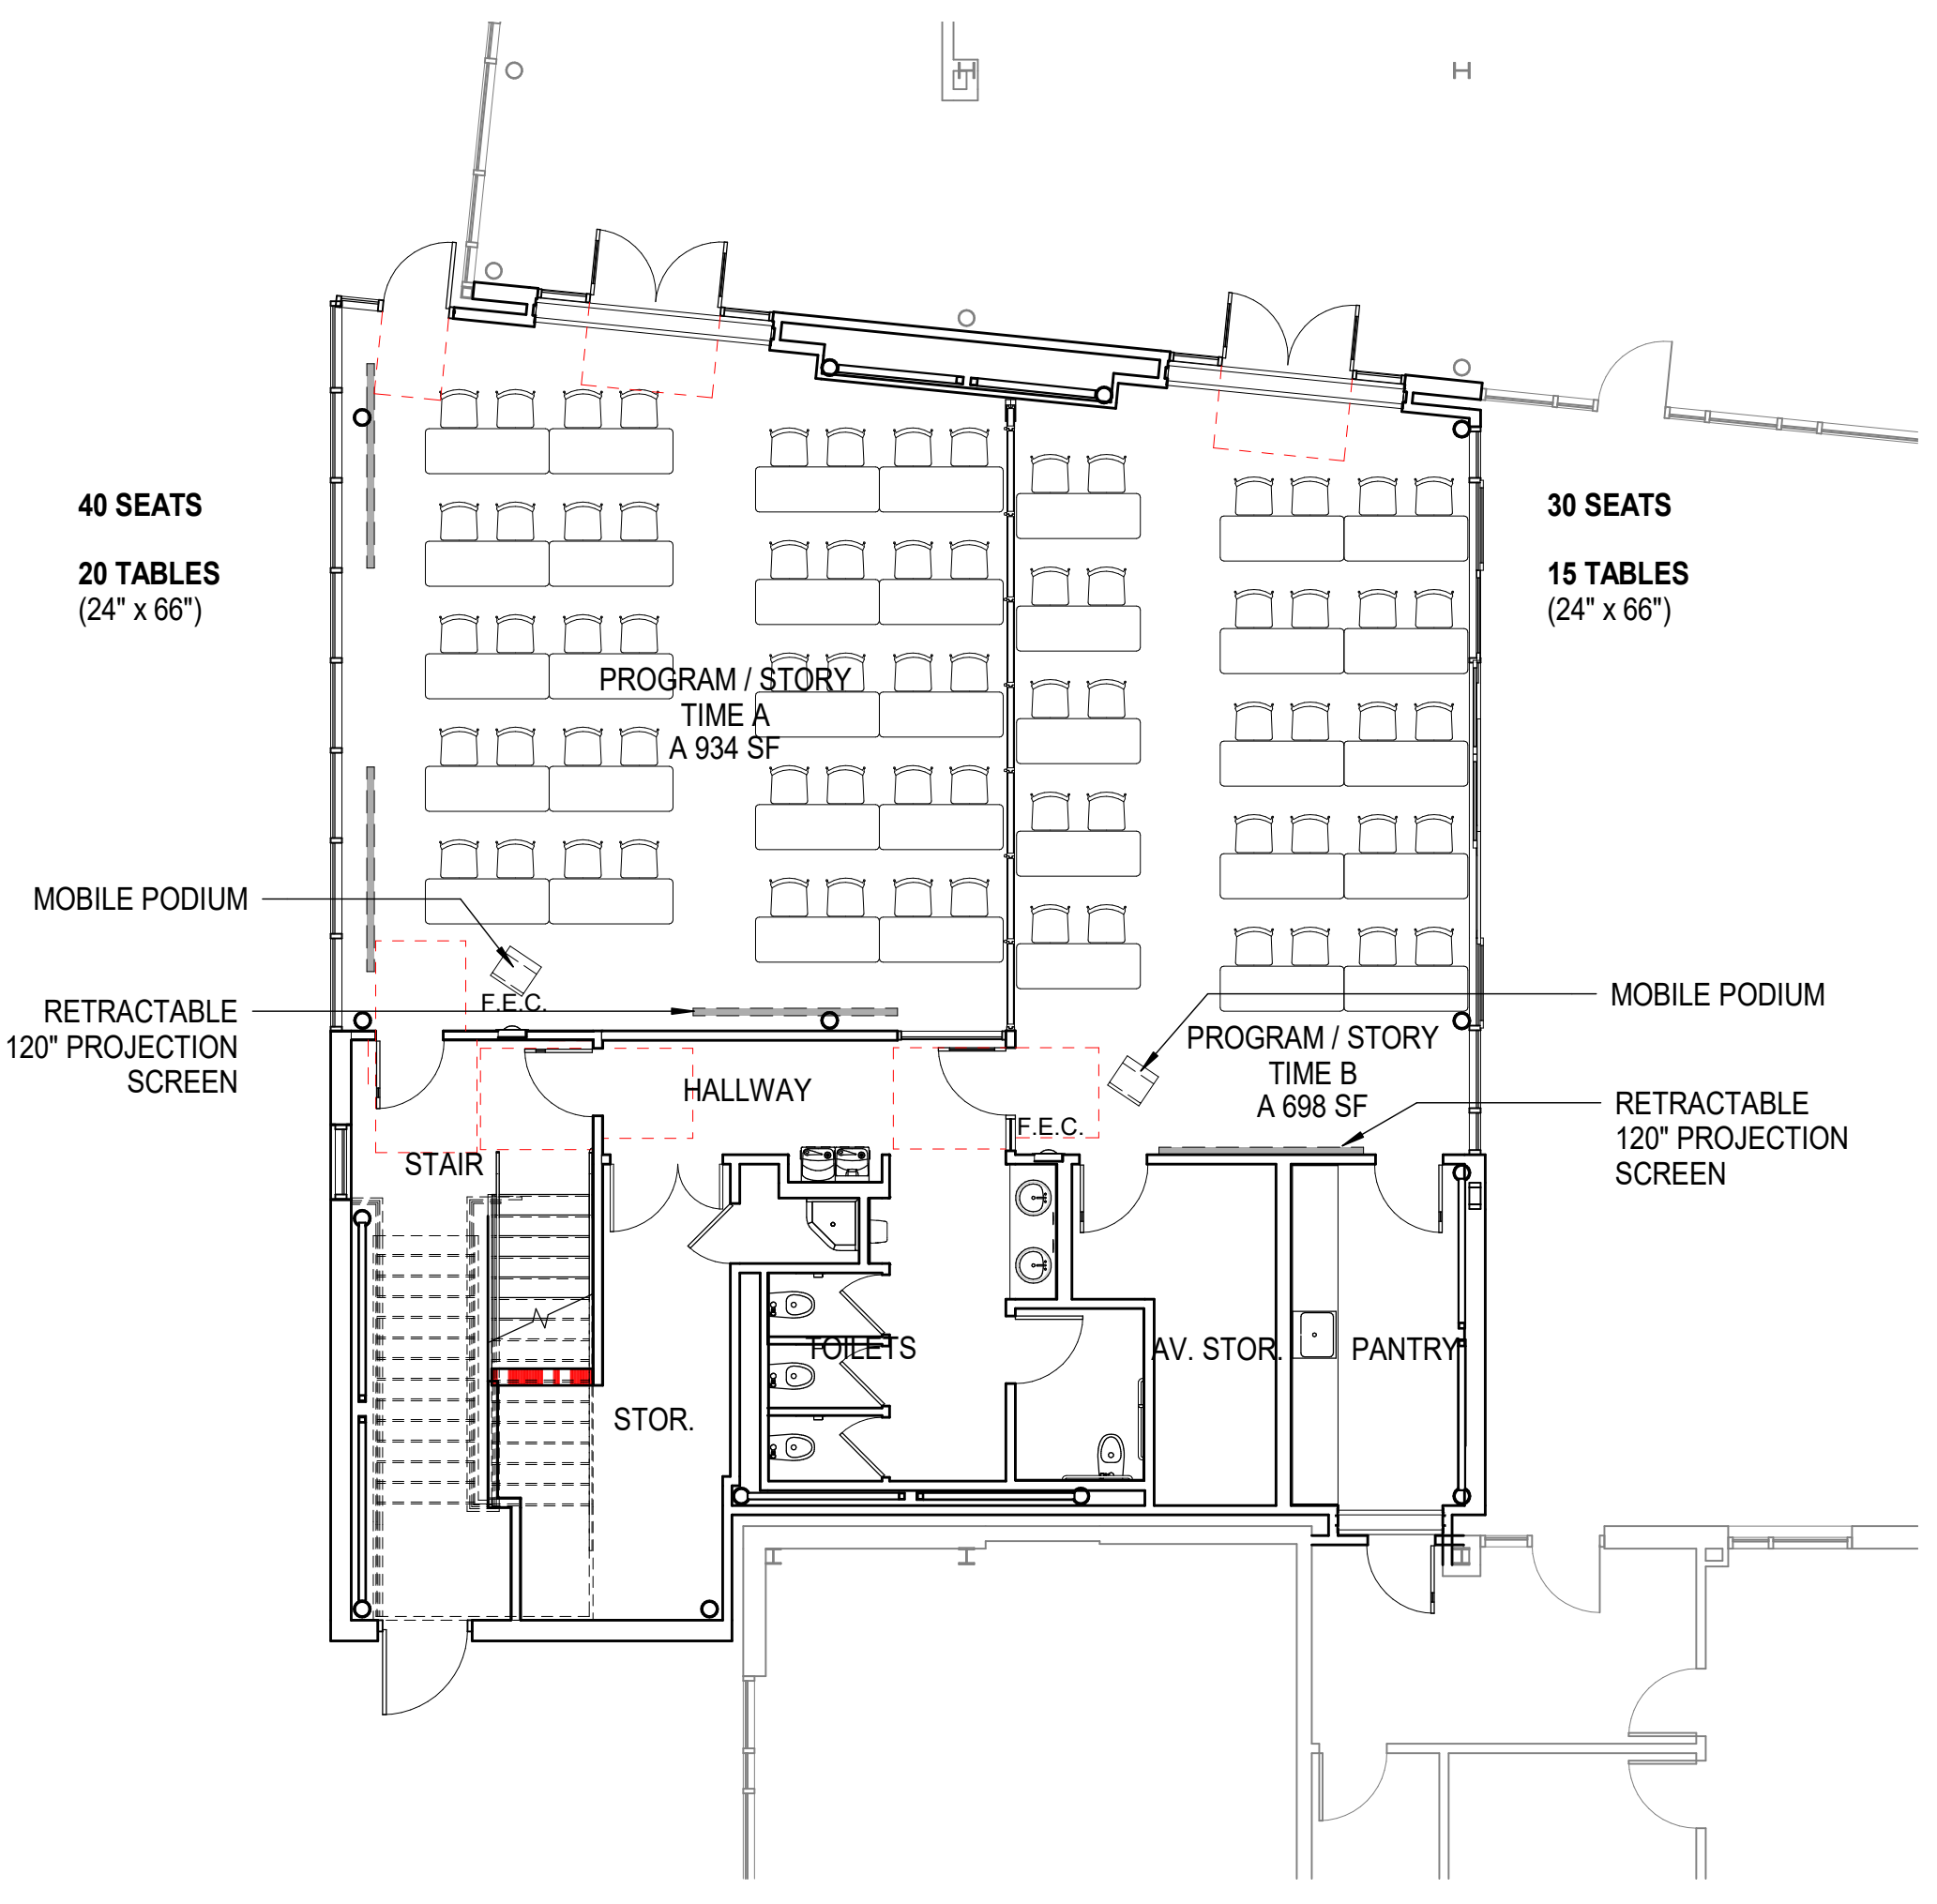 40 SEATS
20 TABLES
(24" x 66")
30 SEATS
15 TABLES
(24" x 66")
PROGRAM / STORY
TIME A
A 934 SF
MOBILE PODIUM
F.E.C.
RETRACTABLE
120" PROJECTION
SCREEN
MOBILE PODIUM
PROGRAM / STORY
TIME B
A 698 SF
HALLWAY
F.E.C.
RETRACTABLE
120" PROJECTION
SCREEN
STAIR
TOILETS
AV. STOR.
PANTRY
STOR.